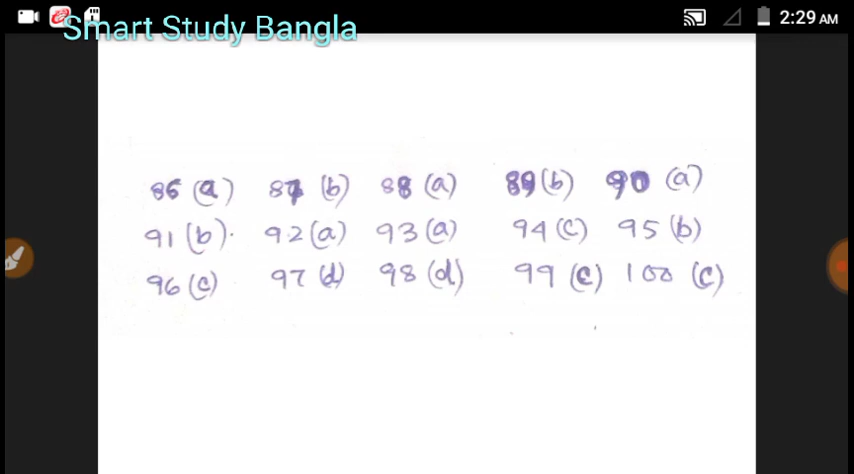 2:29 AM
Smart Study Bangla
86 (a) 87 (b) 88 (a) 89 (b) 90 (a)
91 (b). 92 (a) 93 (a) 94 (c) 95 (b)
96 (c) 97 (d) 98 (d) 99 (c) 100 (c)